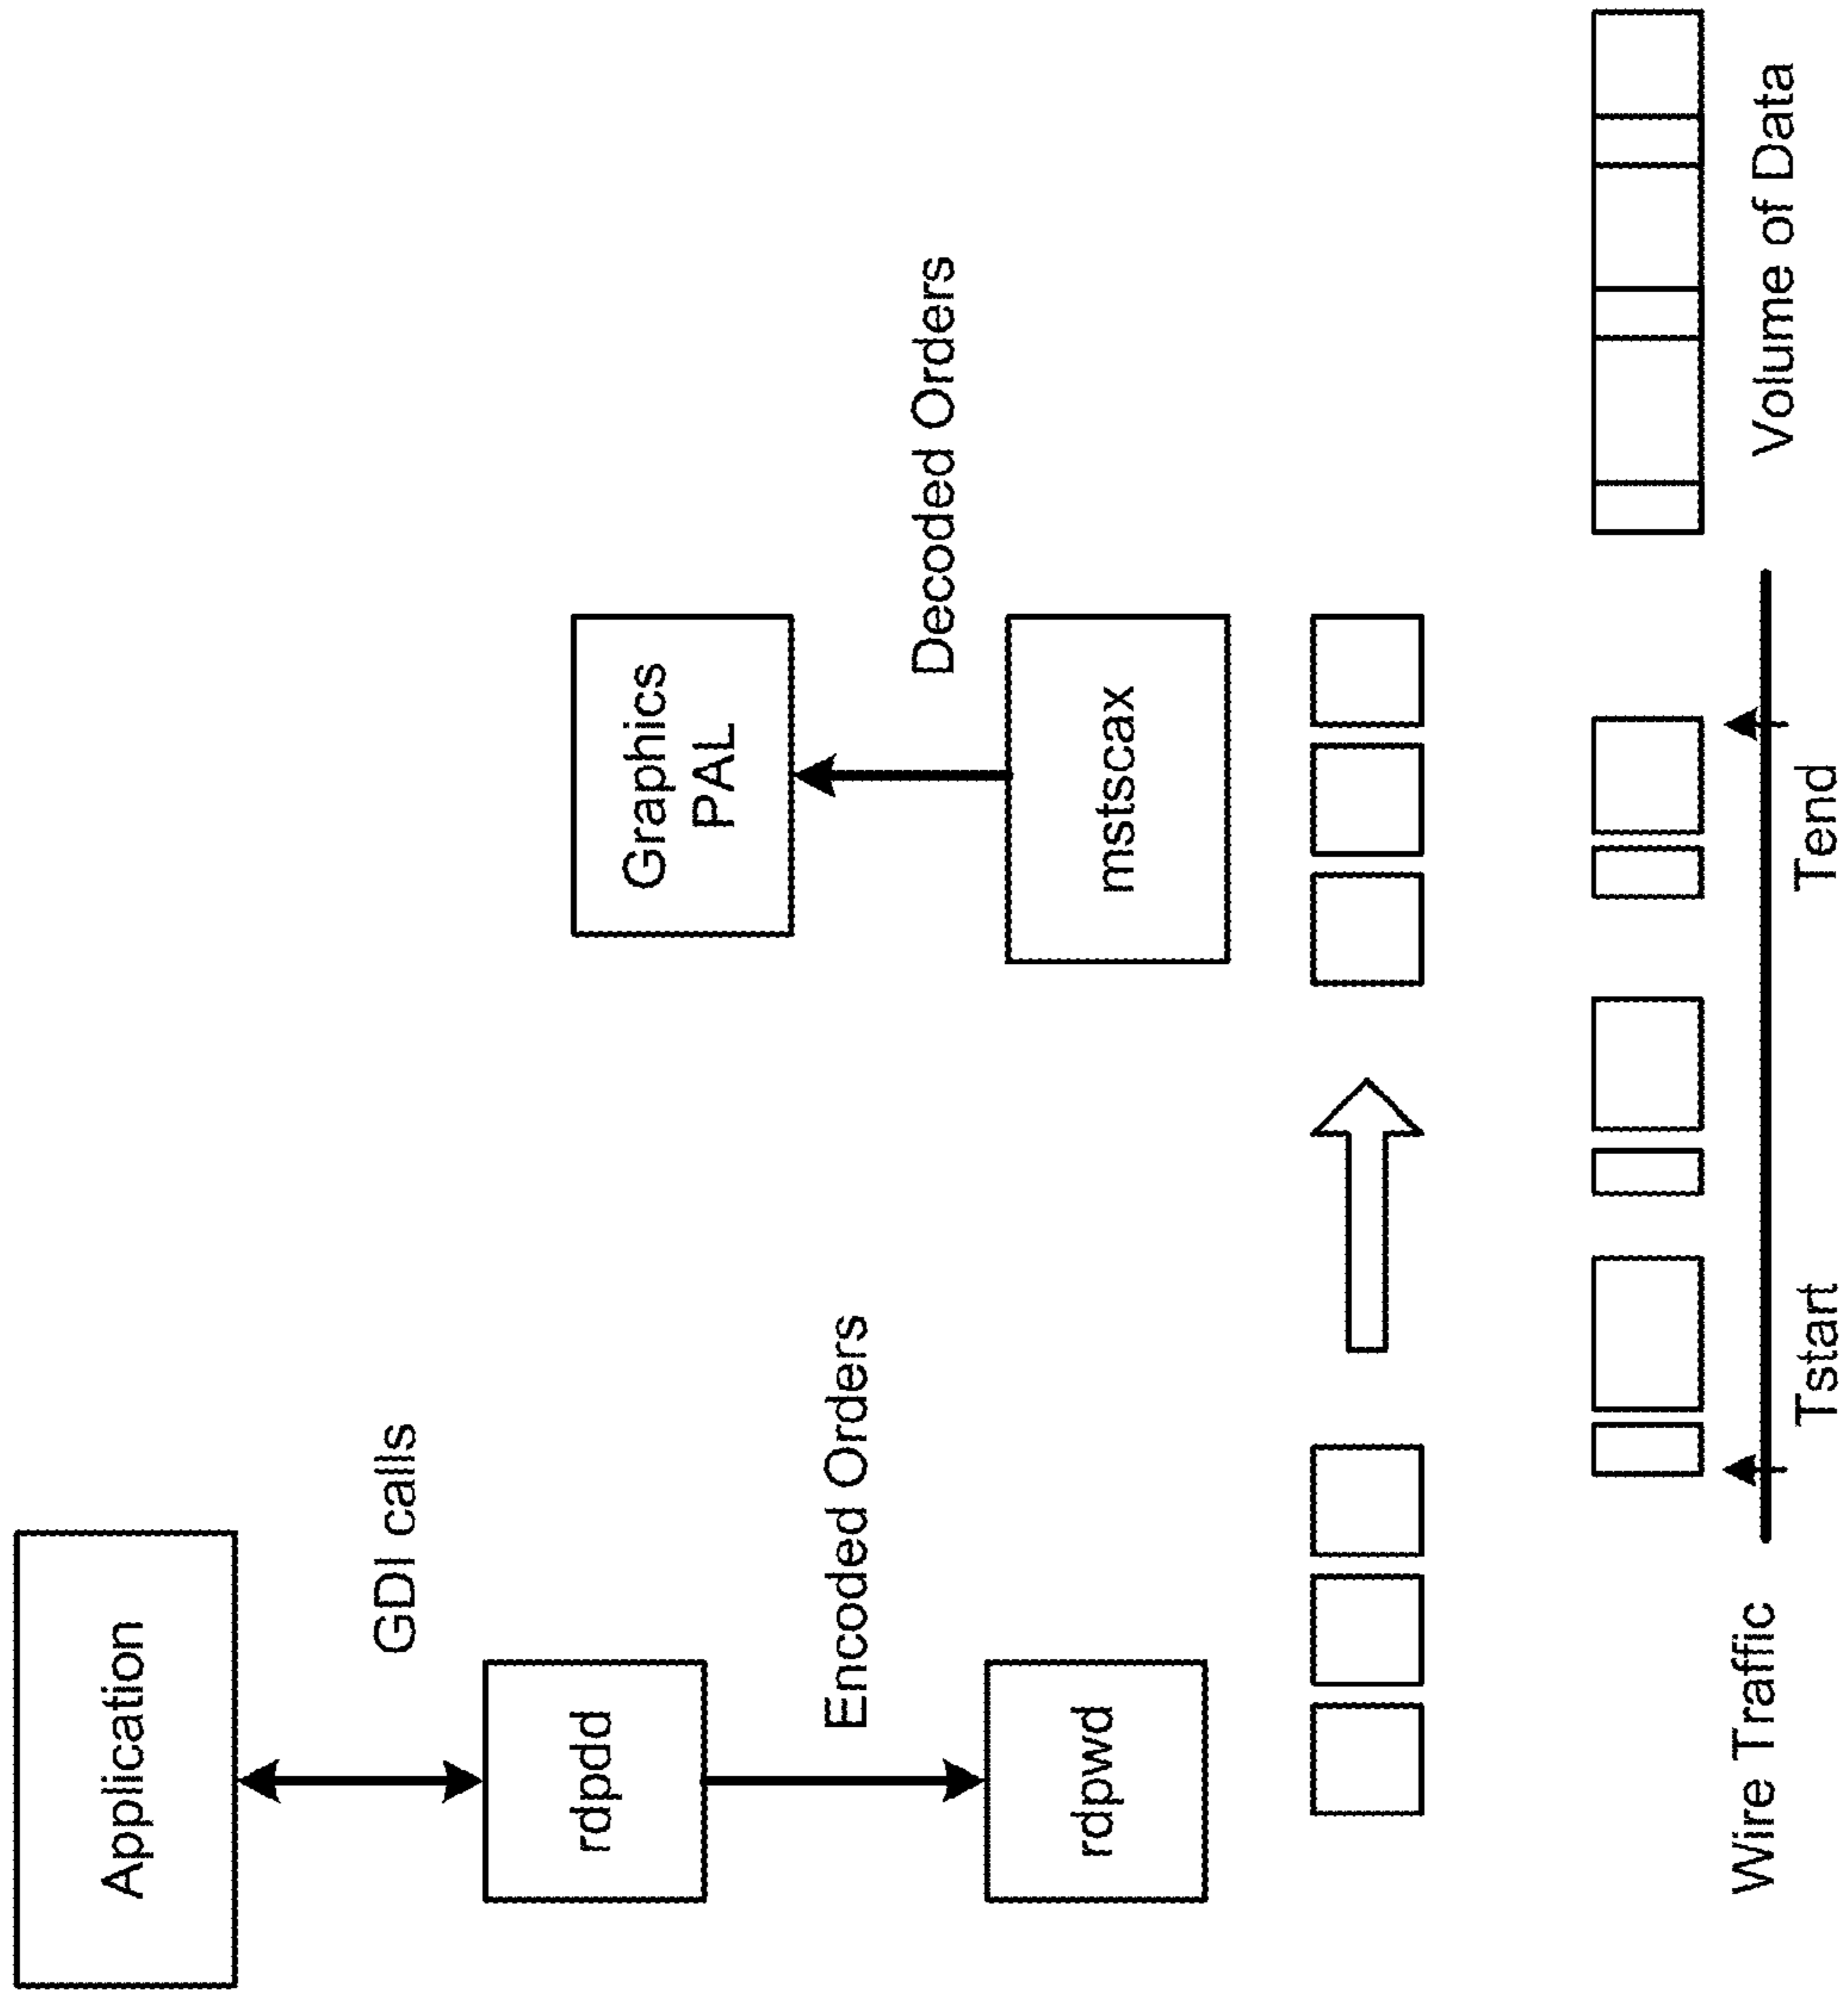 Application
GDI calls
rdpdd
Encoded Orders
rdpwd
Graphics
PAL
Decoded Orders
mstscax
Wire Traffic
Tstart
Tend
Volume of Data